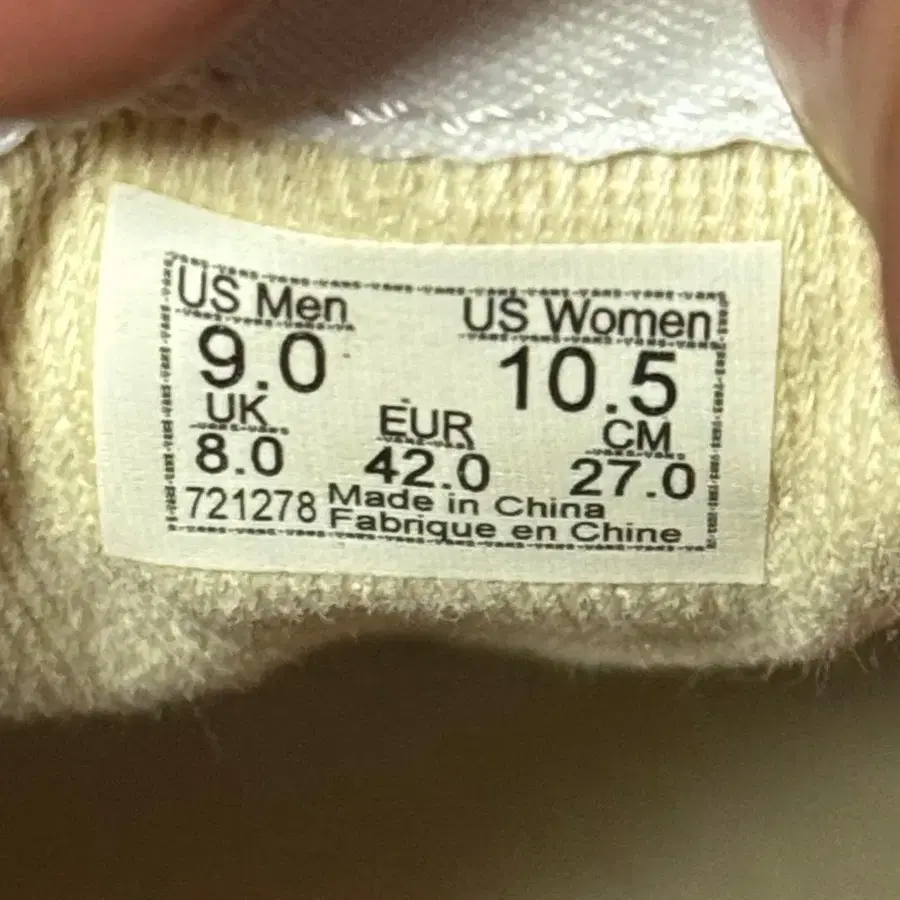 US Men US Women
9.0 10.5
UK EUR CM
8.0 42.0 27.0
721278 Made in China
Fabrique en Chine